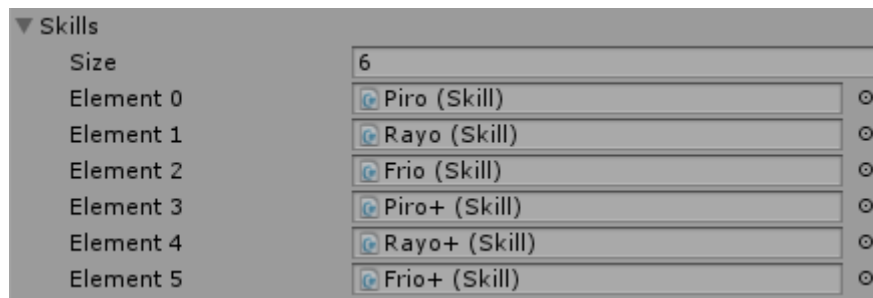 Skills
Size 6
Element 0 Piro (Skill)
Element 1 Rayo (Skill)
Element 2 Frio (Skill)
Element 3 Piro+ (Skill)
Element 4 Rayo+ (Skill)
Element 5 Frio+ (Skill)